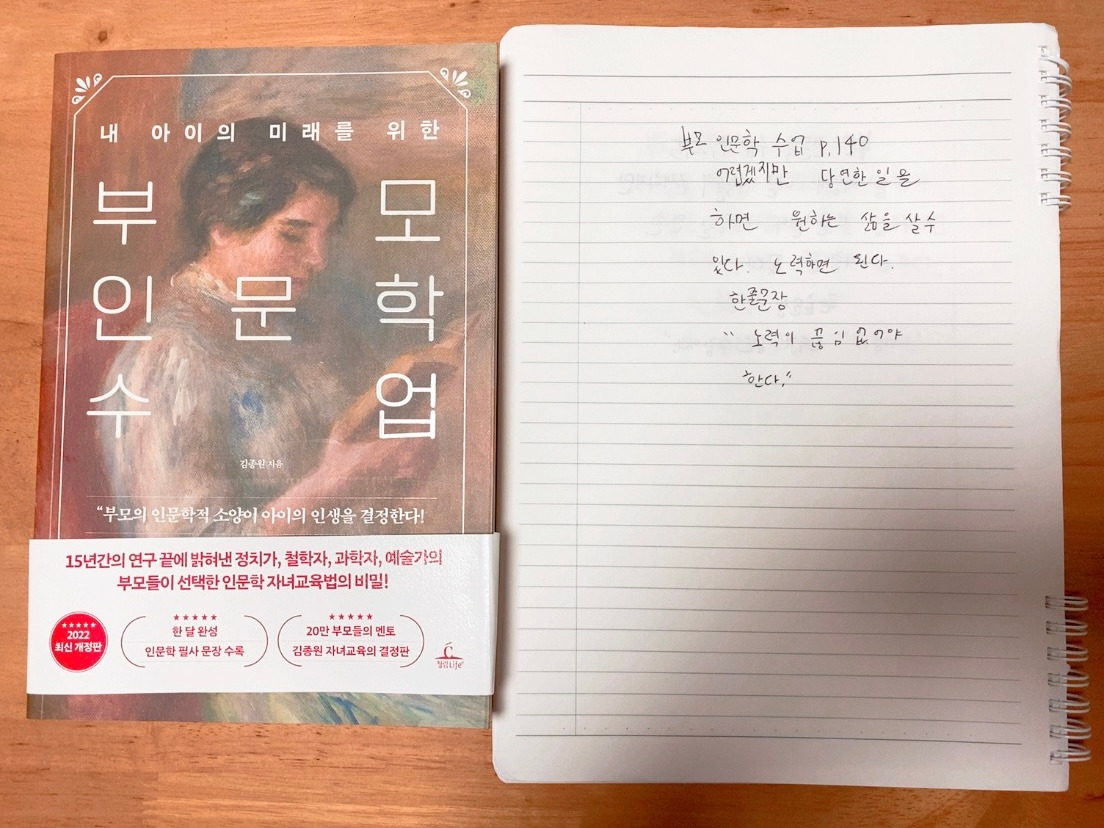 내 아이의 미래를 위한
부 모
인 문 학
수 업
김종원 지음
“부모의 인문학적 소양이 아이의 인생을 결정한다!
15년간의 연구 끝에 밝혀낸 정치가, 철학자, 과학자, 예술가의
부모들이 선택한 인문학 자녀교육법의 비밀!
★★★★★
2022
최신 개정판
★★★★★
한 달 완성
인문학 필사 문장 수록
★★★★★
20만 부모들의 멘토
김종원 자녀교육의 결정판
청림Life
부모 인문학 수업 p.140
어렵겠지만 당연한 일을
하면 원하는 삶을 살수
있다. 노력하면 된다.
한줄문장
“노력이 끊임 없어야
한다.”